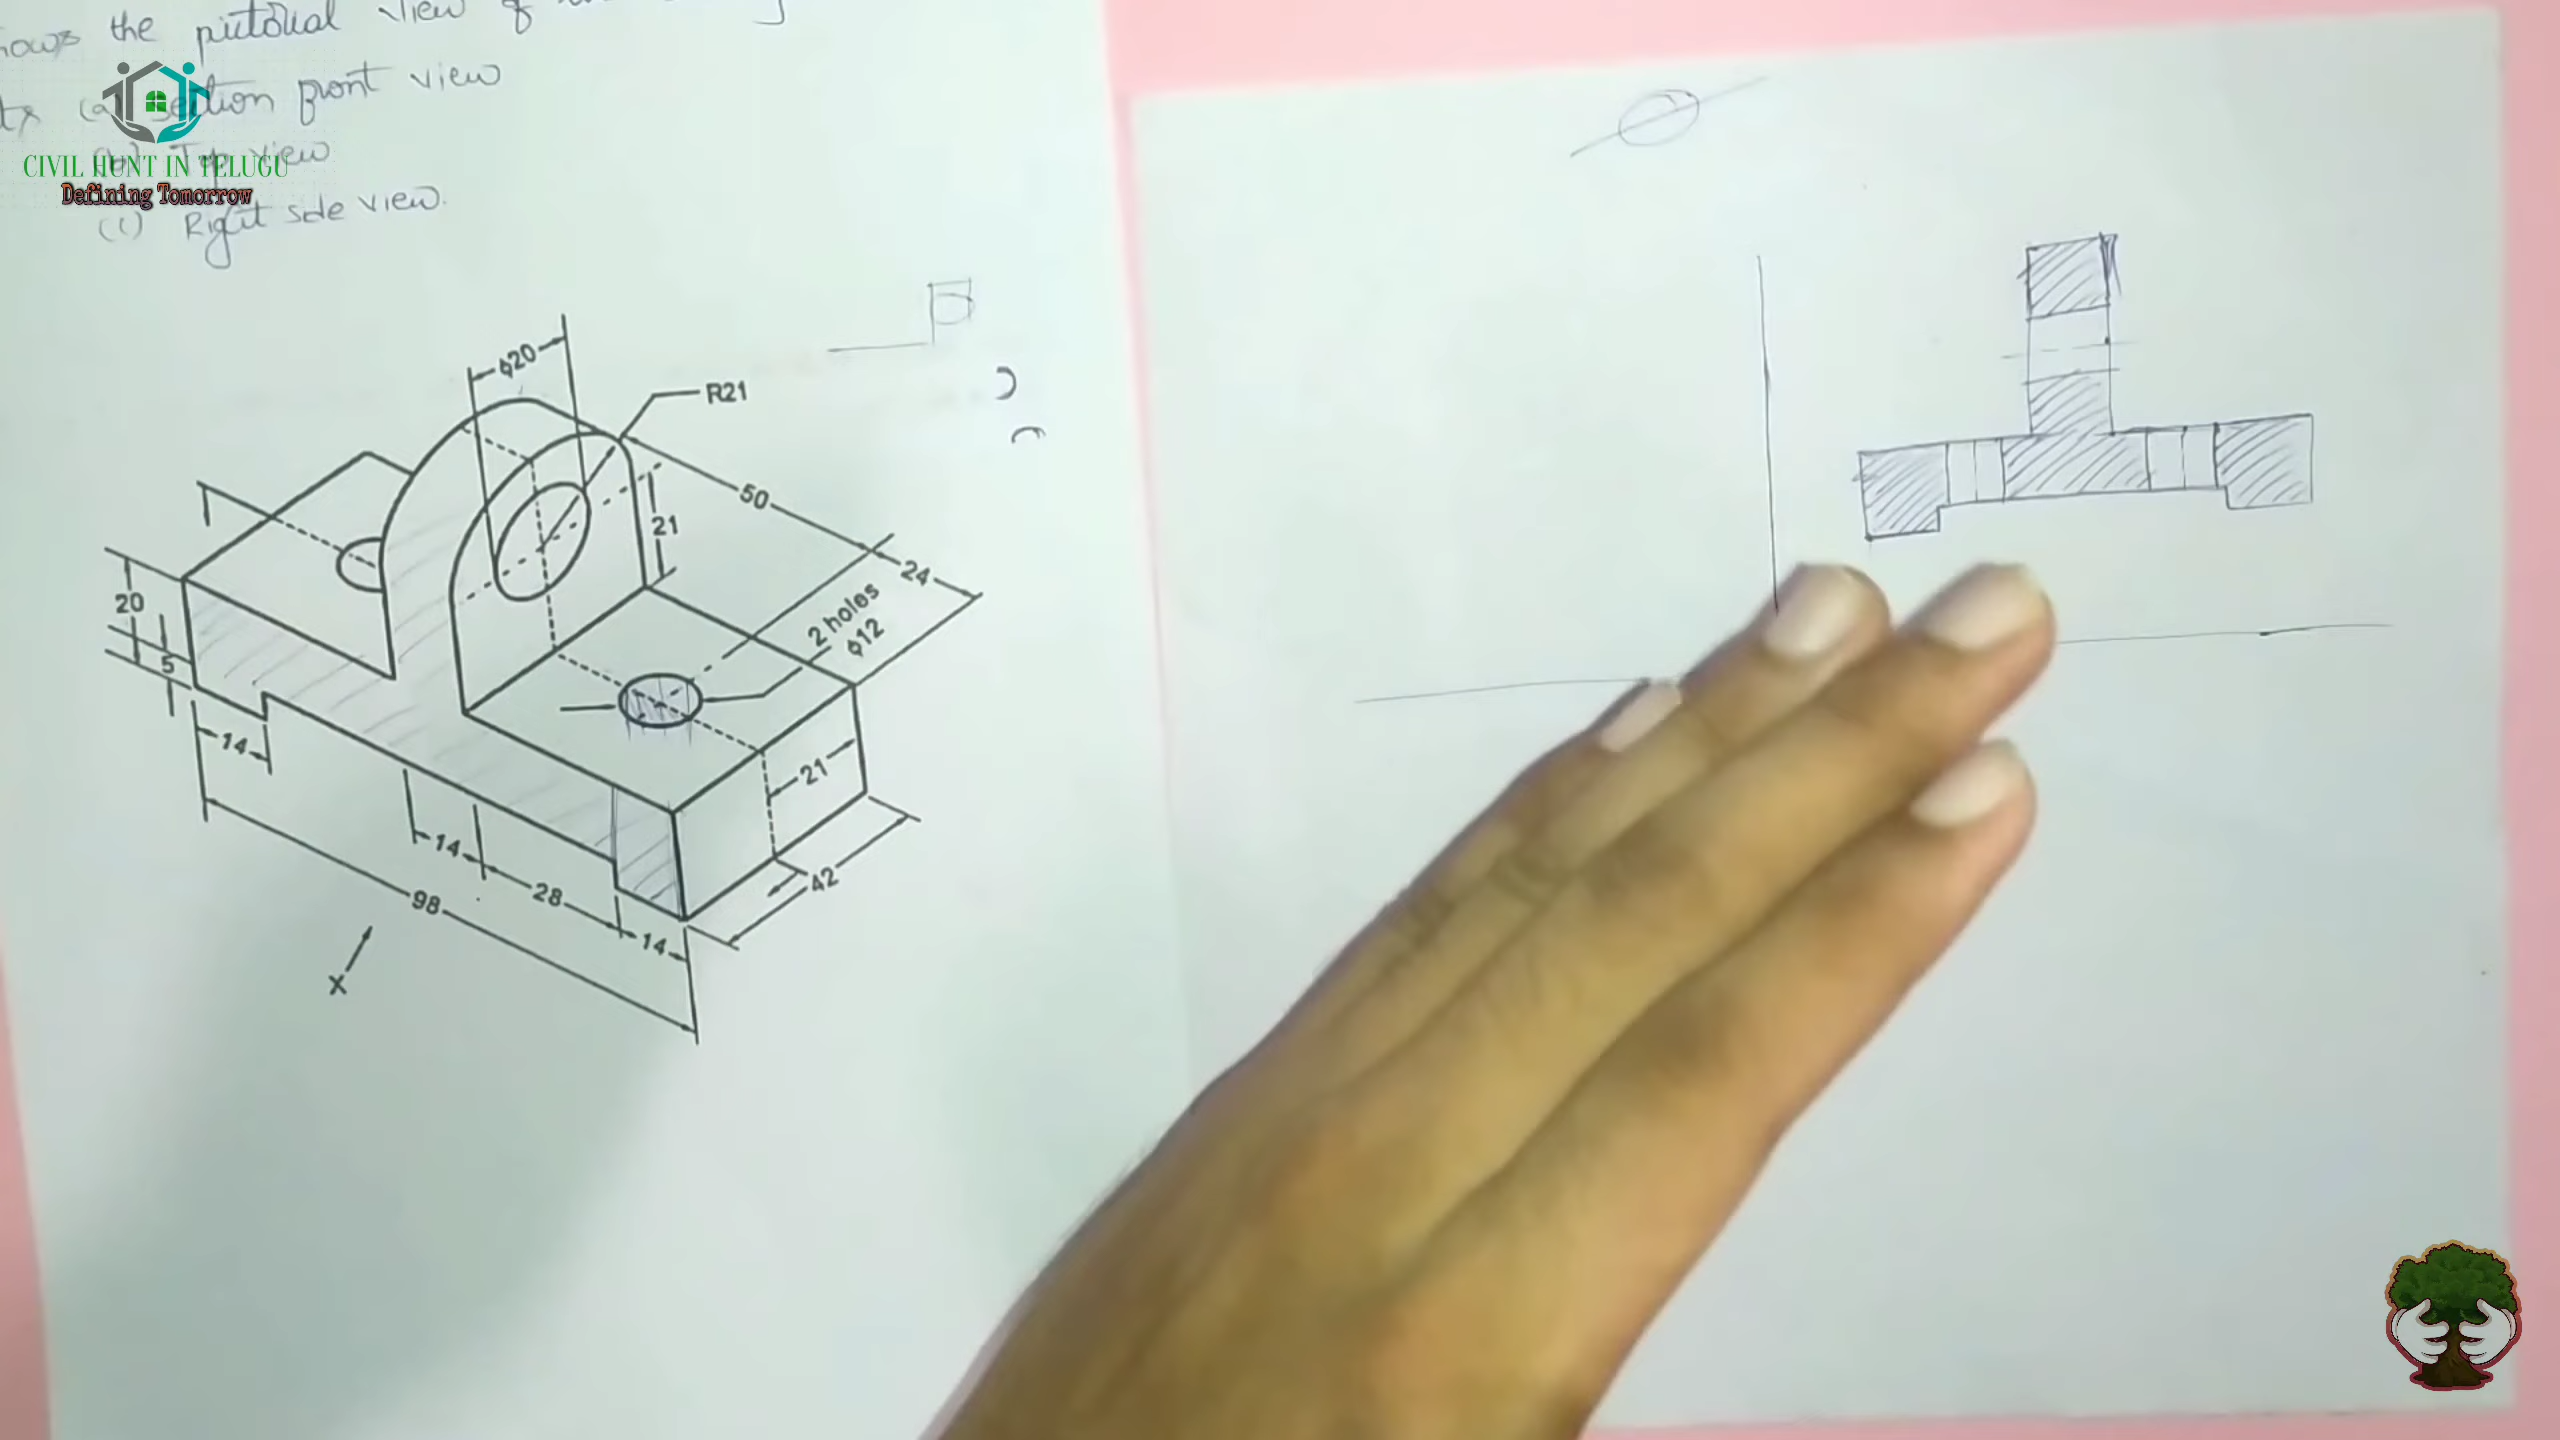 the pictorial view of
(a) section front view
(b) Top view
(c) Right side view.
CIVIL HUNT IN TELUGU
Defining Tomorrow
ϕ20
R21
50
21
24
2 holes
ϕ12
20
5
14
21
14
42
28
98
14
X